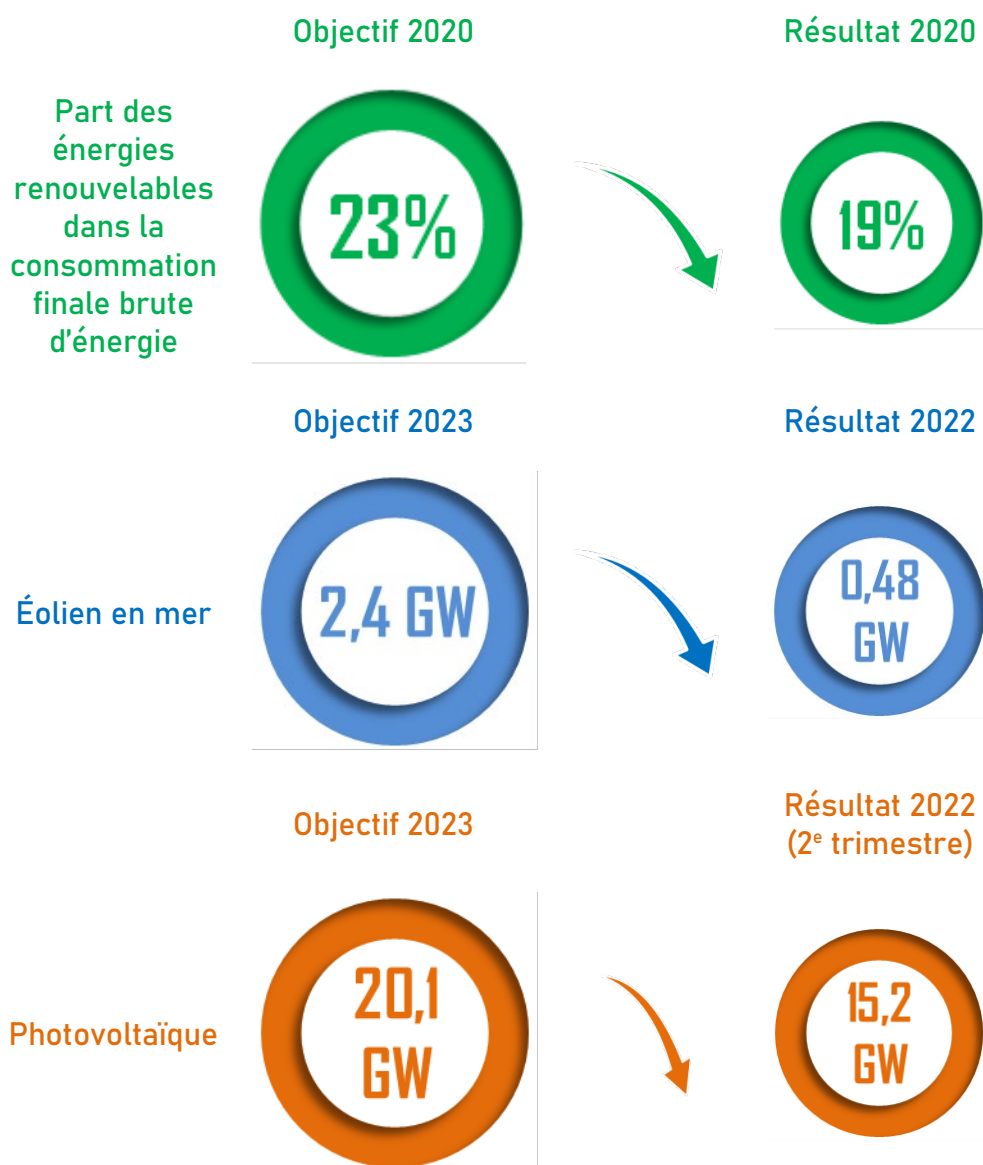 Objectif 2020
Résultat 2020
Part des
énergies
renouvelables
dans la
consommation
finale brute
d'énergie
23%
19%
Objectif 2023
Résultat 2022
Éolien en mer
2,4 GW
0,48
GW
Objectif 2023
Résultat 2022
(2e trimestre)
Photovoltaïque
20,1
GW
15,2
GW